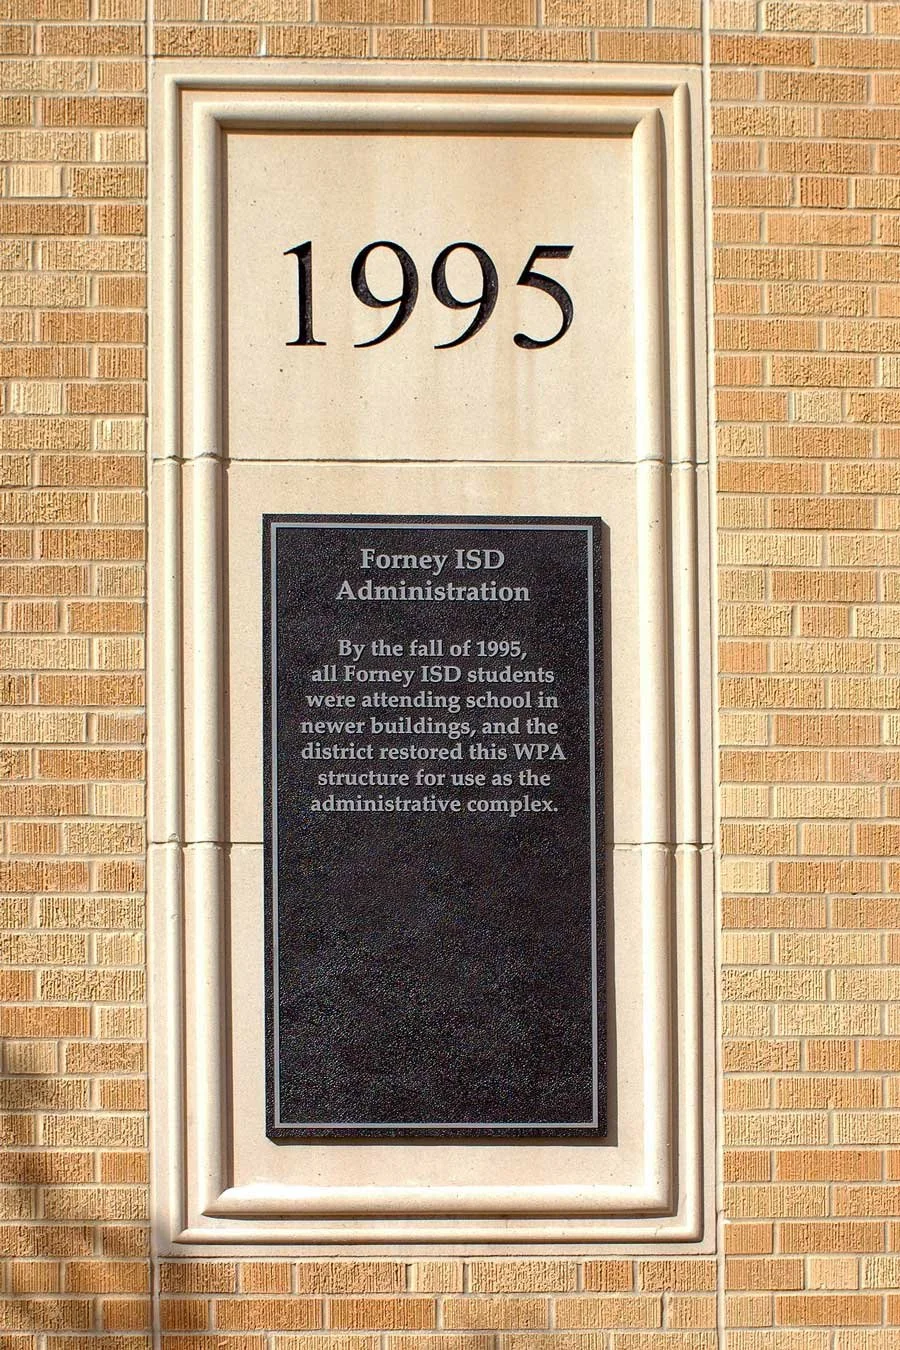 1995
Forney ISD
Administration
By the fall of 1995,
all Forney ISD students
were attending school in
newer buildings, and the
district restored this WPA
structure for use as the
administrative complex.